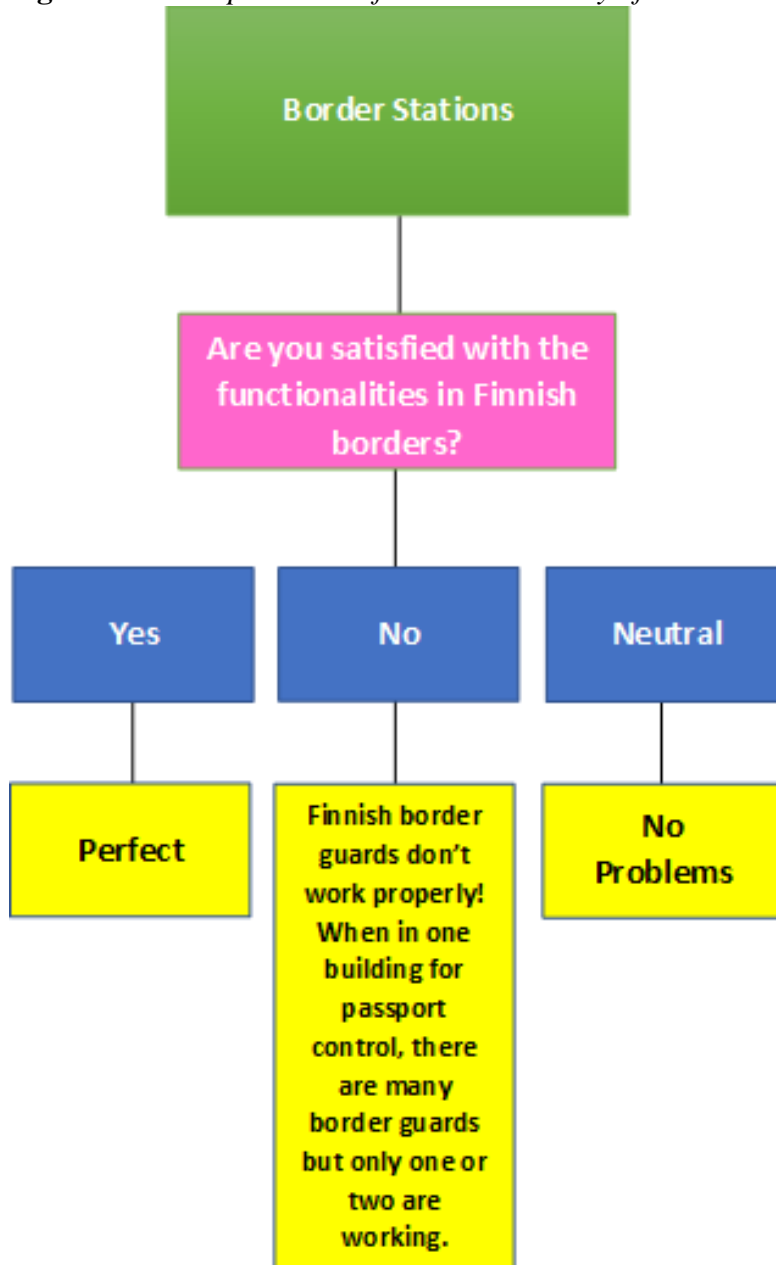 Border Stations
Are you satisfied with the
functionalities in Finnish
borders?
Yes
No
Neutral
Perfect
Finnish border
guards don't
work properly!
When in one
building for
passport
control, there
are many
border guards
but only one or
two are
working.
No
Problems